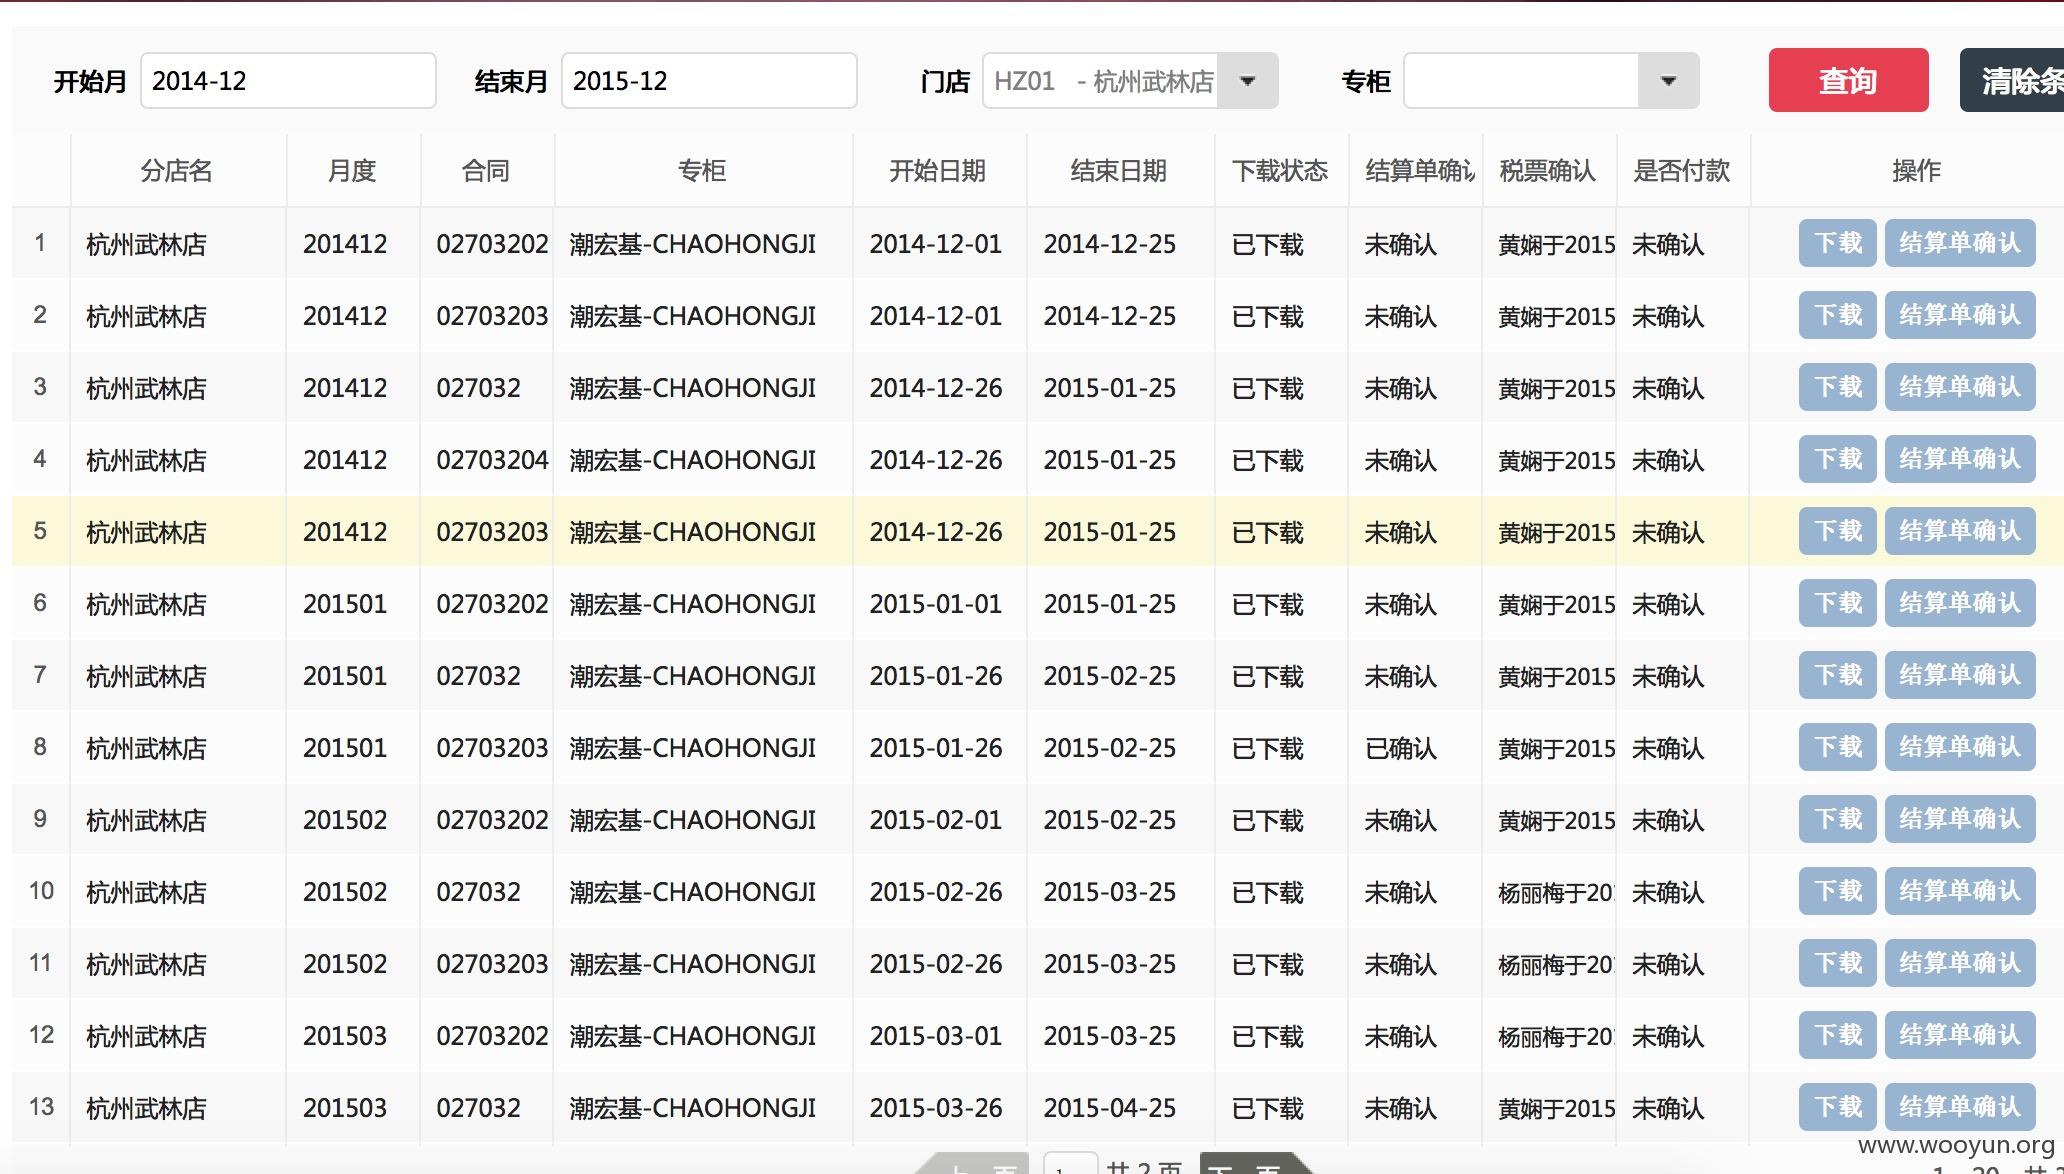 开始月 2014-12 结束月 2015-12 门店 HZ01 - 杭州武林店 专柜 查询 清除条
分店名 月度 合同 专柜 开始日期 结束日期 下载状态 结算单确认 税票确认 是否付款 操作
1 杭州武林店 201412 02703202 潮宏基-CHAOHONGJI 2014-12-01 2014-12-25 已下载 未确认 黄娴于2015 未确认 下载 结算单确认
2 杭州武林店 201412 02703203 潮宏基-CHAOHONGJI 2014-12-01 2014-12-25 已下载 未确认 黄娴于2015 未确认 下载 结算单确认
3 杭州武林店 201412 027032 潮宏基-CHAOHONGJI 2014-12-26 2015-01-25 已下载 未确认 黄娴于2015 未确认 下载 结算单确认
4 杭州武林店 201412 02703204 潮宏基-CHAOHONGJI 2014-12-26 2015-01-25 已下载 未确认 黄娴于2015 未确认 下载 结算单确认
5 杭州武林店 201412 02703203 潮宏基-CHAOHONGJI 2014-12-26 2015-01-25 已下载 未确认 黄娴于2015 未确认 下载 结算单确认
6 杭州武林店 201501 02703202 潮宏基-CHAOHONGJI 2015-01-01 2015-01-25 已下载 未确认 黄娴于2015 未确认 下载 结算单确认
7 杭州武林店 201501 027032 潮宏基-CHAOHONGJI 2015-01-26 2015-02-25 已下载 未确认 黄娴于2015 未确认 下载 结算单确认
8 杭州武林店 201501 02703203 潮宏基-CHAOHONGJI 2015-01-26 2015-02-25 已下载 已确认 黄娴于2015 未确认 下载 结算单确认
9 杭州武林店 201502 02703202 潮宏基-CHAOHONGJI 2015-02-01 2015-02-25 已下载 未确认 黄娴于2015 未确认 下载 结算单确认
10 杭州武林店 201502 027032 潮宏基-CHAOHONGJI 2015-02-26 2015-03-25 已下载 未确认 杨丽梅于20 未确认 下载 结算单确认
11 杭州武林店 201502 02703203 潮宏基-CHAOHONGJI 2015-02-26 2015-03-25 已下载 未确认 杨丽梅于20 未确认 下载 结算单确认
12 杭州武林店 201503 02703202 潮宏基-CHAOHONGJI 2015-03-01 2015-03-25 已下载 未确认 杨丽梅于20 未确认 下载 结算单确认
13 杭州武林店 201503 027032 潮宏基-CHAOHONGJI 2015-03-26 2015-04-25 已下载 未确认 黄娴于2015 未确认 下载 结算单确认
www.wooyun.org
上一页 1 共 2 页 下一页